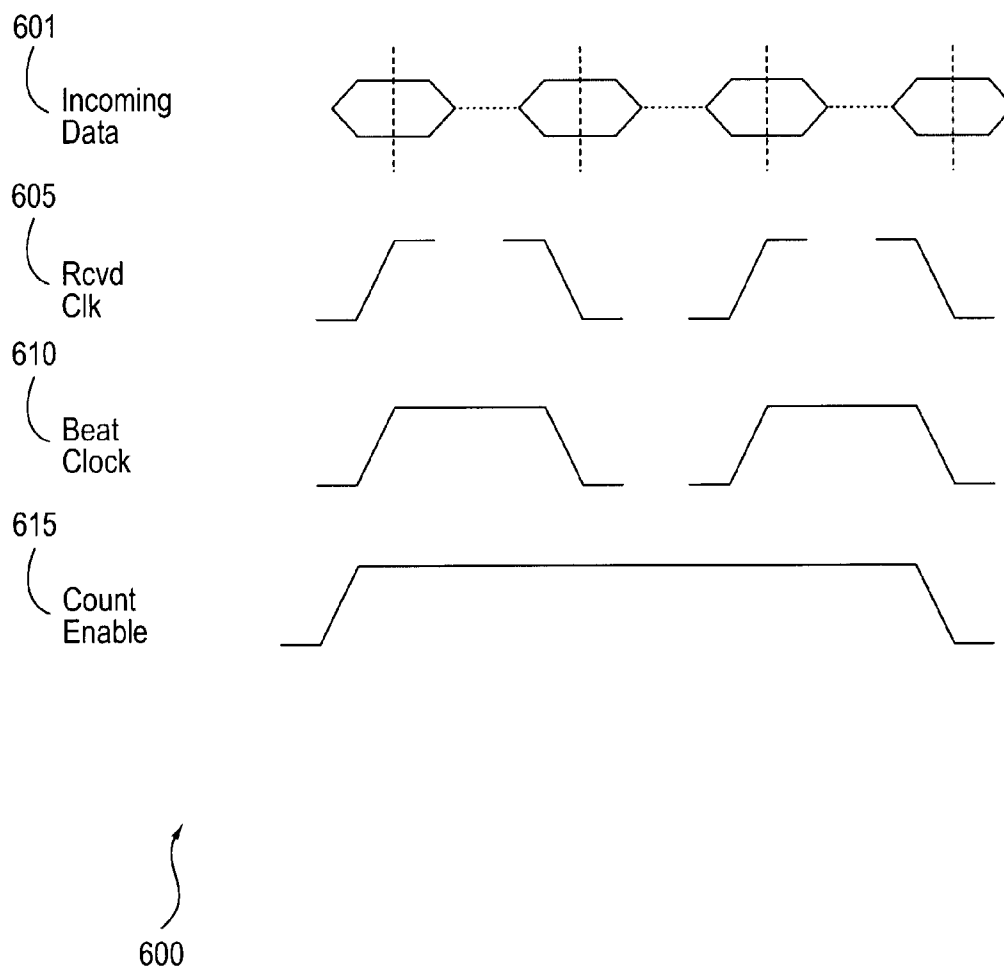 601
Incoming
Data
605
Rcvd
Clk
610
Beat
Clock
615
Count
Enable
600